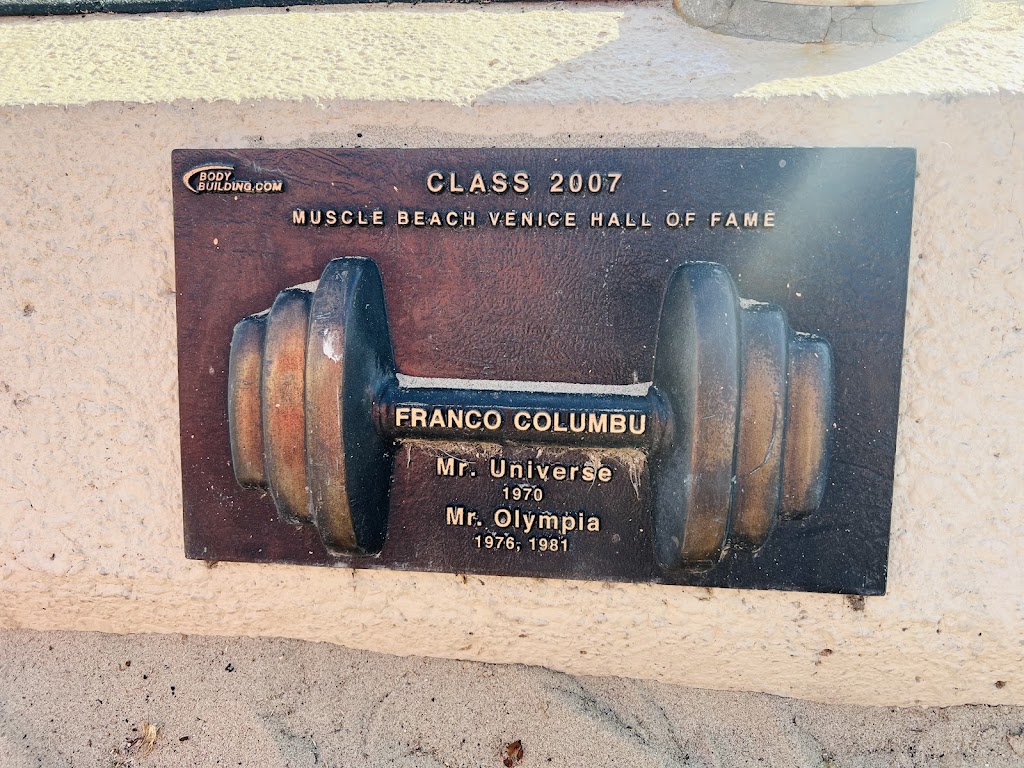 BODY
BUILDING.COM
CLASS 2007
MUSCLE BEACH VENICE HALL OF FAME
FRANCO COLUMBU
Mr. Universe
1970
Mr. Olympia
1976, 1981